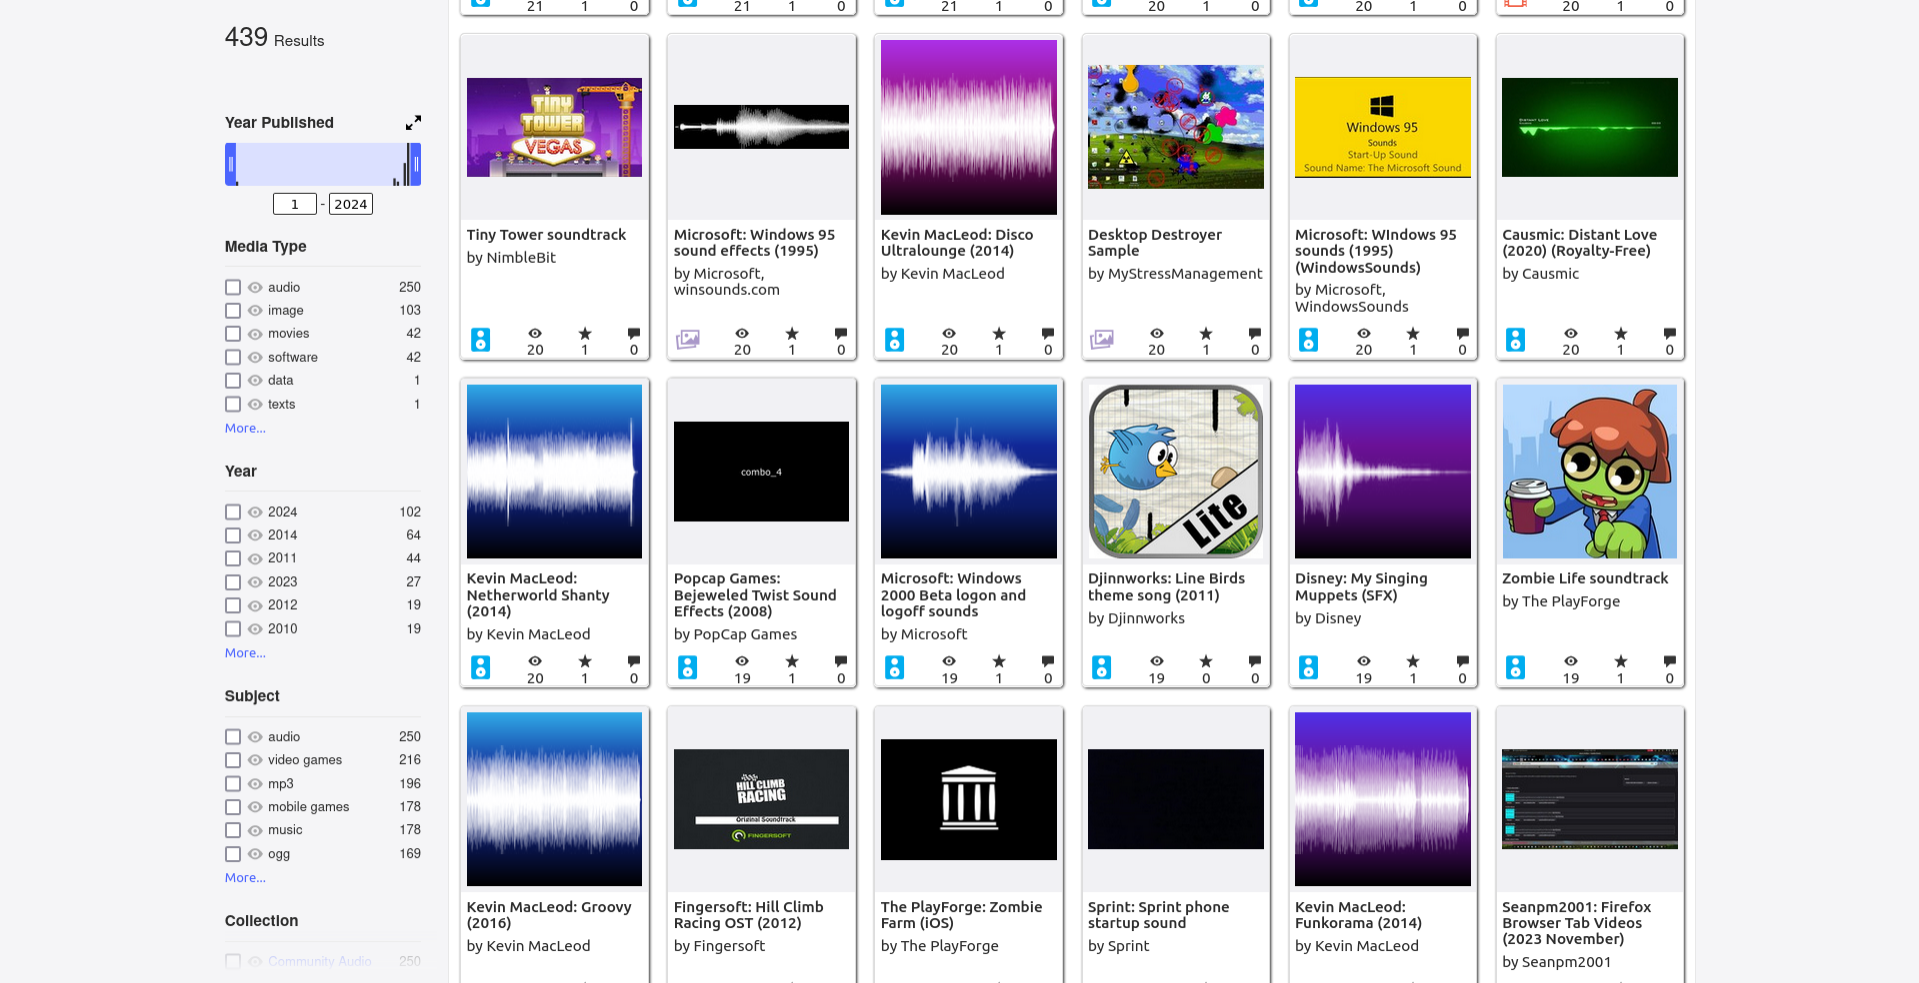 439 Results
Year Published
1 - 2024
Media Type
audio 250
image 103
movies 42
software 42
data 1
texts 1
More...
Year
2024 102
2014 64
2011 44
2023 27
2012 19
2010 19
More...
Subject
audio 250
video games 216
mp3 196
mobile games 178
music 178
ogg 169
More...
Collection
Community Audio 250
21 1 0
21 1 0
21 1 0
20 1 0
20 1 0
20 1 0
TINY
TOWER
VEGAS
Tiny Tower soundtrack
by NimbleBit
20 1 0
Microsoft: Windows 95
sound effects (1995)
by Microsoft,
winsounds.com
20 1 0
Kevin MacLeod: Disco
Ultralounge (2014)
by Kevin MacLeod
20 1 0
Desktop Destroyer
Sample
by MyStressManagement
20 1 0
Windows 95
Sounds
Start-Up Sound
Sound Name: The Microsoft Sound
Microsoft: WIndows 95
sounds (1995)
(WindowsSounds)
by Microsoft,
WindowsSounds
20 1 0
DISTANT LOVE
Causmic: Distant Love
(2020) (Royalty-Free)
by Causmic
20 1 0
Kevin MacLeod:
Netherworld Shanty
(2014)
by Kevin MacLeod
20 1 0
combo_4
Popcap Games:
Bejeweled Twist Sound
Effects (2008)
by PopCap Games
19 1 0
Microsoft: Windows
2000 Beta logon and
logoff sounds
by Microsoft
19 1 0
Lite
Djinnworks: Line Birds
theme song (2011)
by Djinnworks
19 0 0
Disney: My Singing
Muppets (SFX)
by Disney
19 1 0
Zombie Life soundtrack
by The PlayForge
19 1 0
Kevin MacLeod: Groovy
(2016)
by Kevin MacLeod
HILL CLIMB
RACING
Original Soundtrack
FINGERSOFT
Fingersoft: Hill Climb
Racing OST (2012)
by Fingersoft
The PlayForge: Zombie
Farm (iOS)
by The PlayForge
Sprint: Sprint phone
startup sound
by Sprint
Kevin MacLeod:
Funkorama (2014)
by Kevin MacLeod
Seanpm2001: Firefox
Browser Tab Videos
(2023 November)
by Seanpm2001